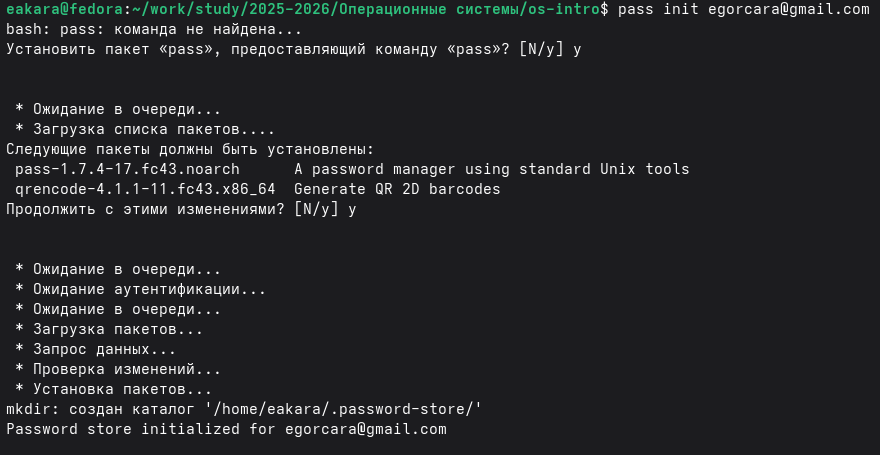 eakara@fedora:~/work/study/2025-2026/Операционные системы/os-intro$ pass init egorcara@gmail.com
bash: pass: команда не найдена...
Установить пакет «pass», предоставляющий команду «pass»? [N/y] y
* Ожидание в очереди...
* Загрузка списка пакетов....
Следующие пакеты должны быть установлены:
pass-1.7.4-17.fc43.noarch      A password manager using standard Unix tools
qrencode-4.1.1-11.fc43.x86_64  Generate QR 2D barcodes
Продолжить с этими изменениями? [N/y] y
* Ожидание в очереди...
* Ожидание аутентификации...
* Ожидание в очереди...
* Загрузка пакетов...
* Запрос данных...
* Проверка изменений...
* Установка пакетов...
mkdir: создан каталог '/home/eakara/.password-store/'
Password store initialized for egorcara@gmail.com